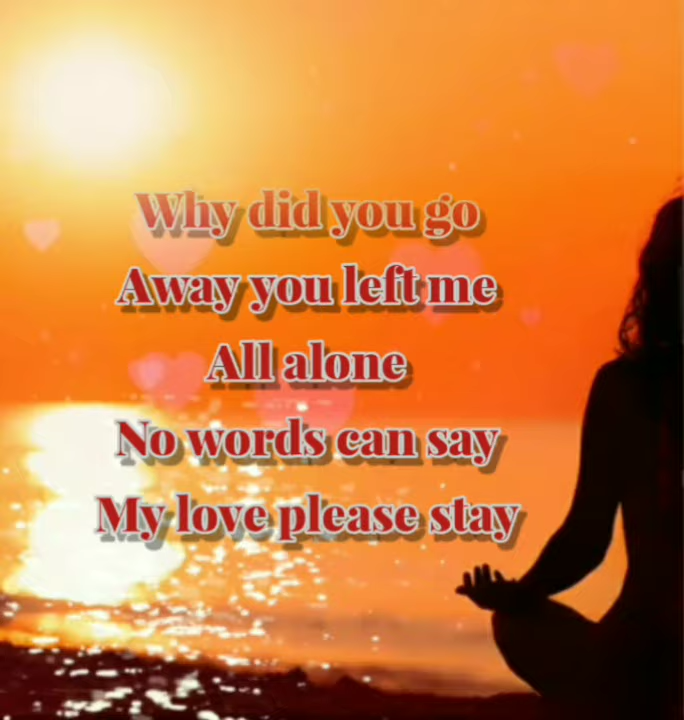 Why did you go
Away you left me
All alone
No words can say
My love please stay